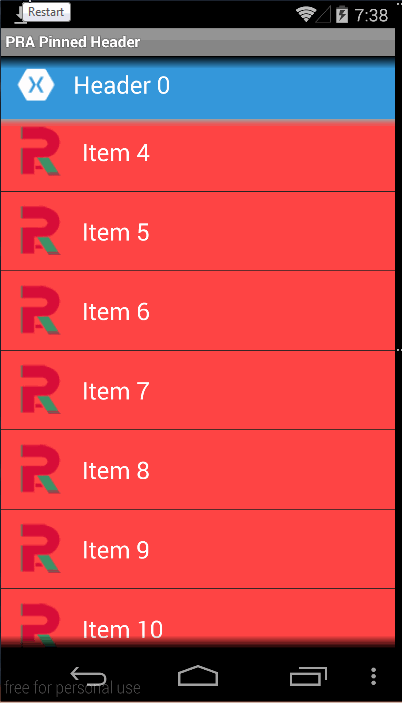 Restart
7:38
PRA Pinned Header
Header 0
Item 4
Item 5
Item 6
Item 7
Item 8
Item 9
Item 10
free for personal use